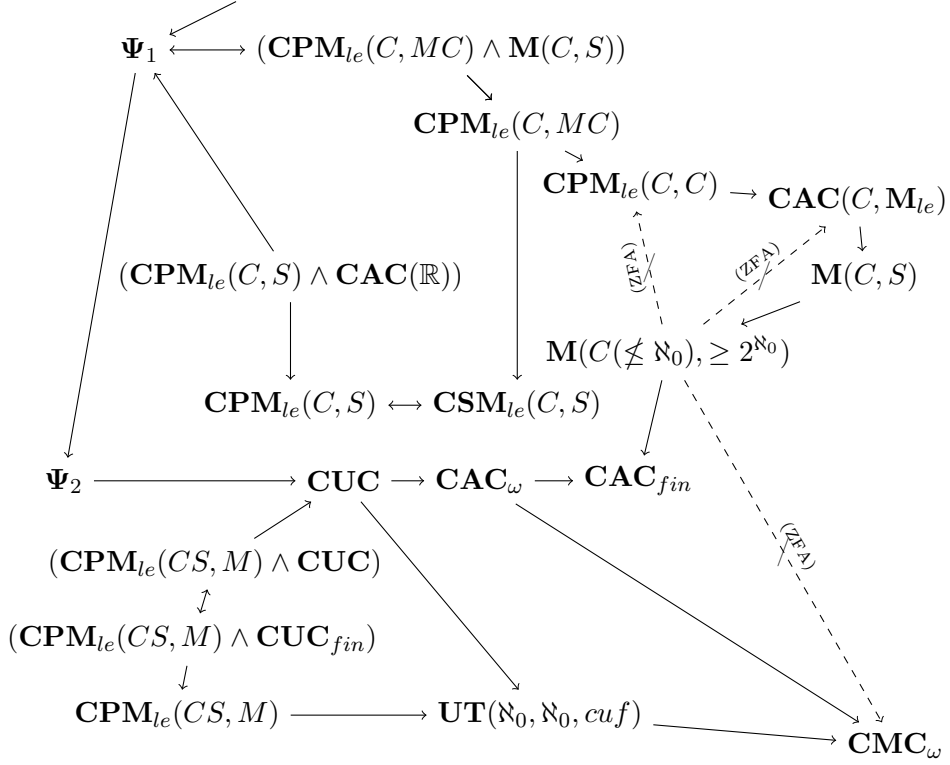 Ψ₁ (CPM_le(C, MC) ∧ M(C, S))
CPM_le(C, MC)
CPM_le(C, C)
CAC(C, M_le)
(ZFA) (ZFA)
(CPM_le(C, S) ∧ CAC(ℝ)) M(C, S)
M(C(≰ ℵ₀), ≥ 2^ℵ₀)
CPM_le(C, S) CSM_le(C, S)
Ψ₂ CUC CAC_ω CAC_fin
(ZFA)
(CPM_le(CS, M) ∧ CUC)
(CPM_le(CS, M) ∧ CUC_fin)
CPM_le(CS, M) UT(ℵ₀, ℵ₀, cuf)
CMC_ω